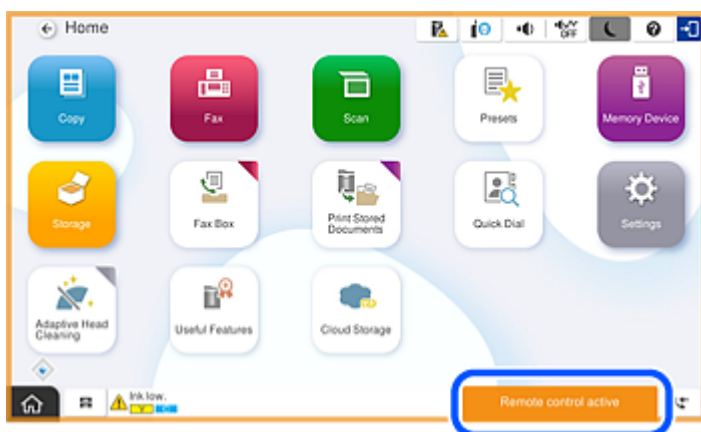 Home
OFF
Copy
Fax
Scan
Presets
Memory Device
Storage
Fax Box
Print Stored
Documents
Quick Dial
Settings
Adaptive Head
Cleaning
Useful Features
Cloud Storage
Ink low.
Y
Remote control active